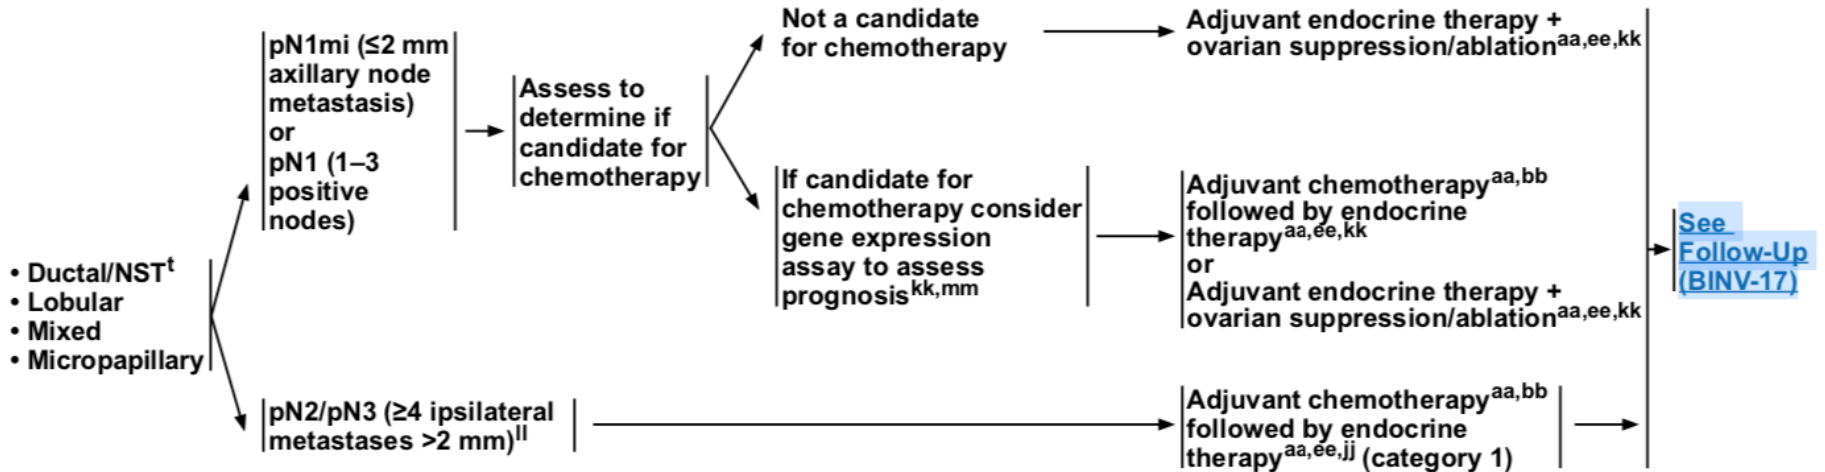 • Ductal/NSTt
• Lobular
• Mixed
• Micropapillary
pN1mi (≤2 mm
axillary node
metastasis)
or
pN1 (1–3
positive
nodes)
Assess to
determine if
candidate for
chemotherapy
Not a candidate
for chemotherapy
Adjuvant endocrine therapy +
ovarian suppression/ablationaa,ee,kk
If candidate for
chemotherapy consider
gene expression
assay to assess
prognosiskk,mm
Adjuvant chemotherapyaa,bb
followed by endocrine
therapyaa,ee,kk
or
Adjuvant endocrine therapy +
ovarian suppression/ablationaa,ee,kk
pN2/pN3 (≥4 ipsilateral
metastases >2 mm)ll
Adjuvant chemotherapyaa,bb
followed by endocrine
therapyaa,ee,jj (category 1)
See
Follow-Up
(BINV-17)